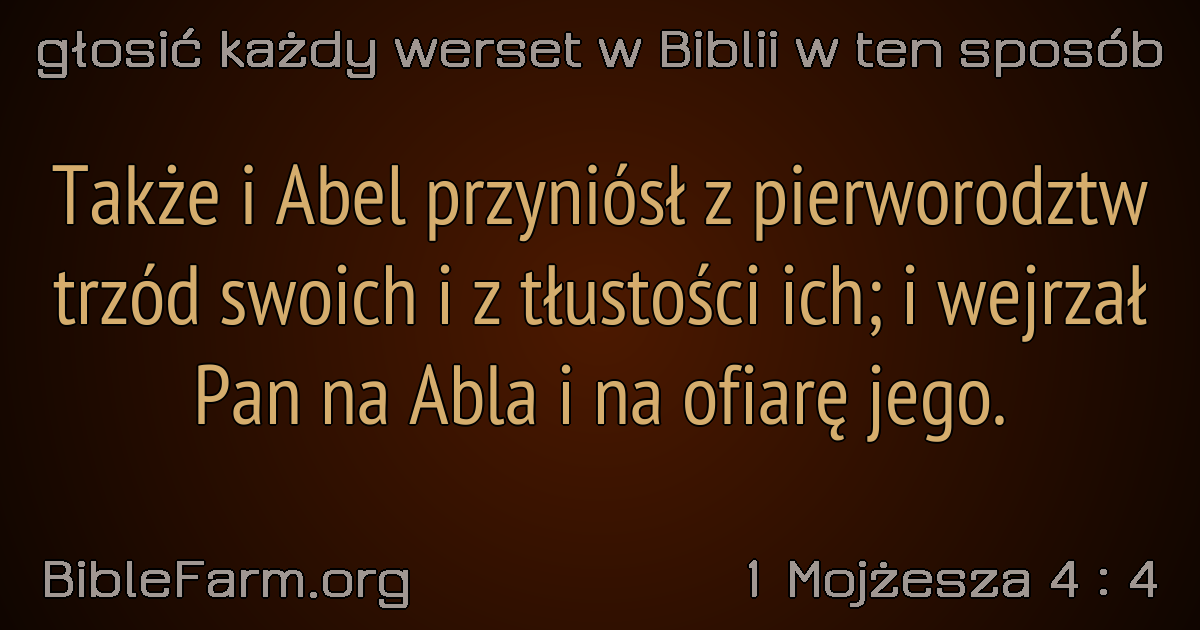 głosić każdy werset w Biblii w ten sposób
Także i Abel przyniósł z pierworodztw
trzód swoich i z tłustości ich; i wejrzał
Pan na Abla i na ofiarę jego.
BibleFarm.org
1 Mojżesza 4 : 4